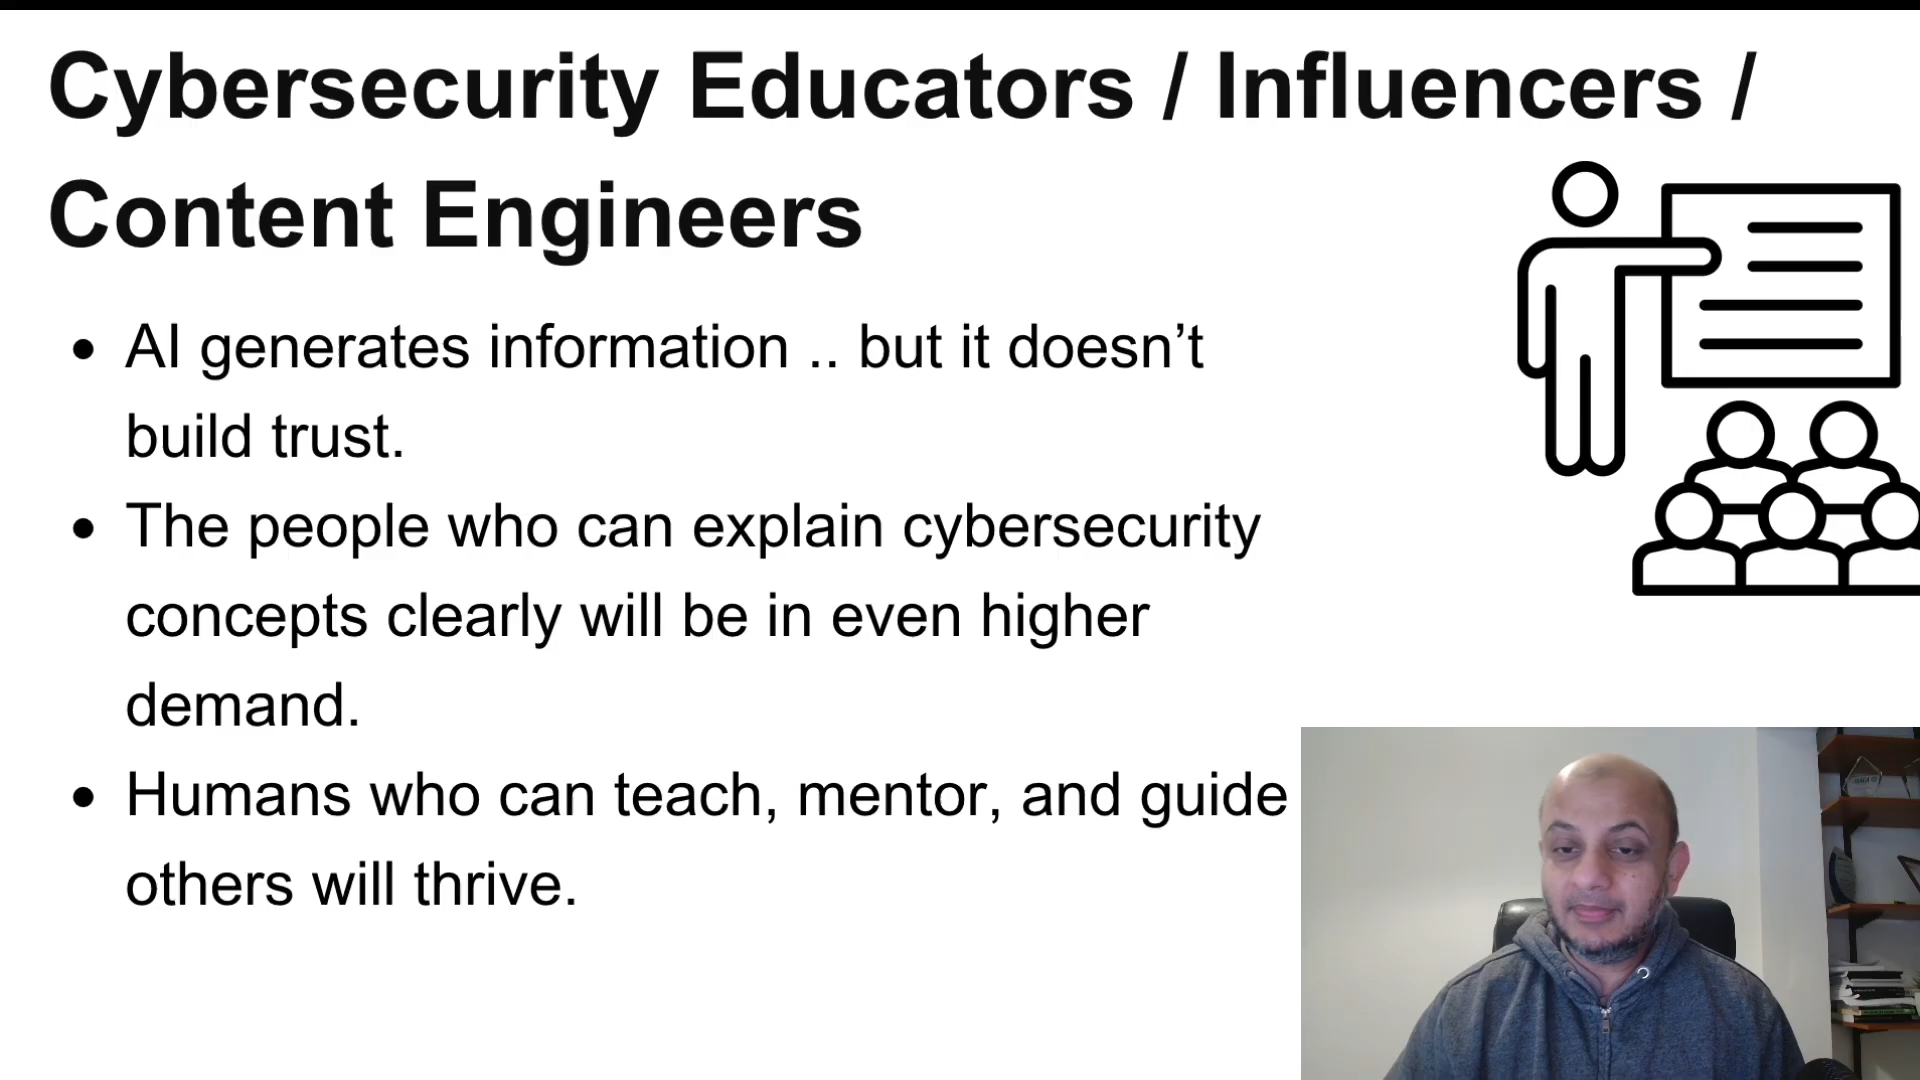 Cybersecurity Educators / Influencers /
Content Engineers
• AI generates information .. but it doesn’t
build trust.
• The people who can explain cybersecurity
concepts clearly will be in even higher
demand.
• Humans who can teach, mentor, and guide
others will thrive.